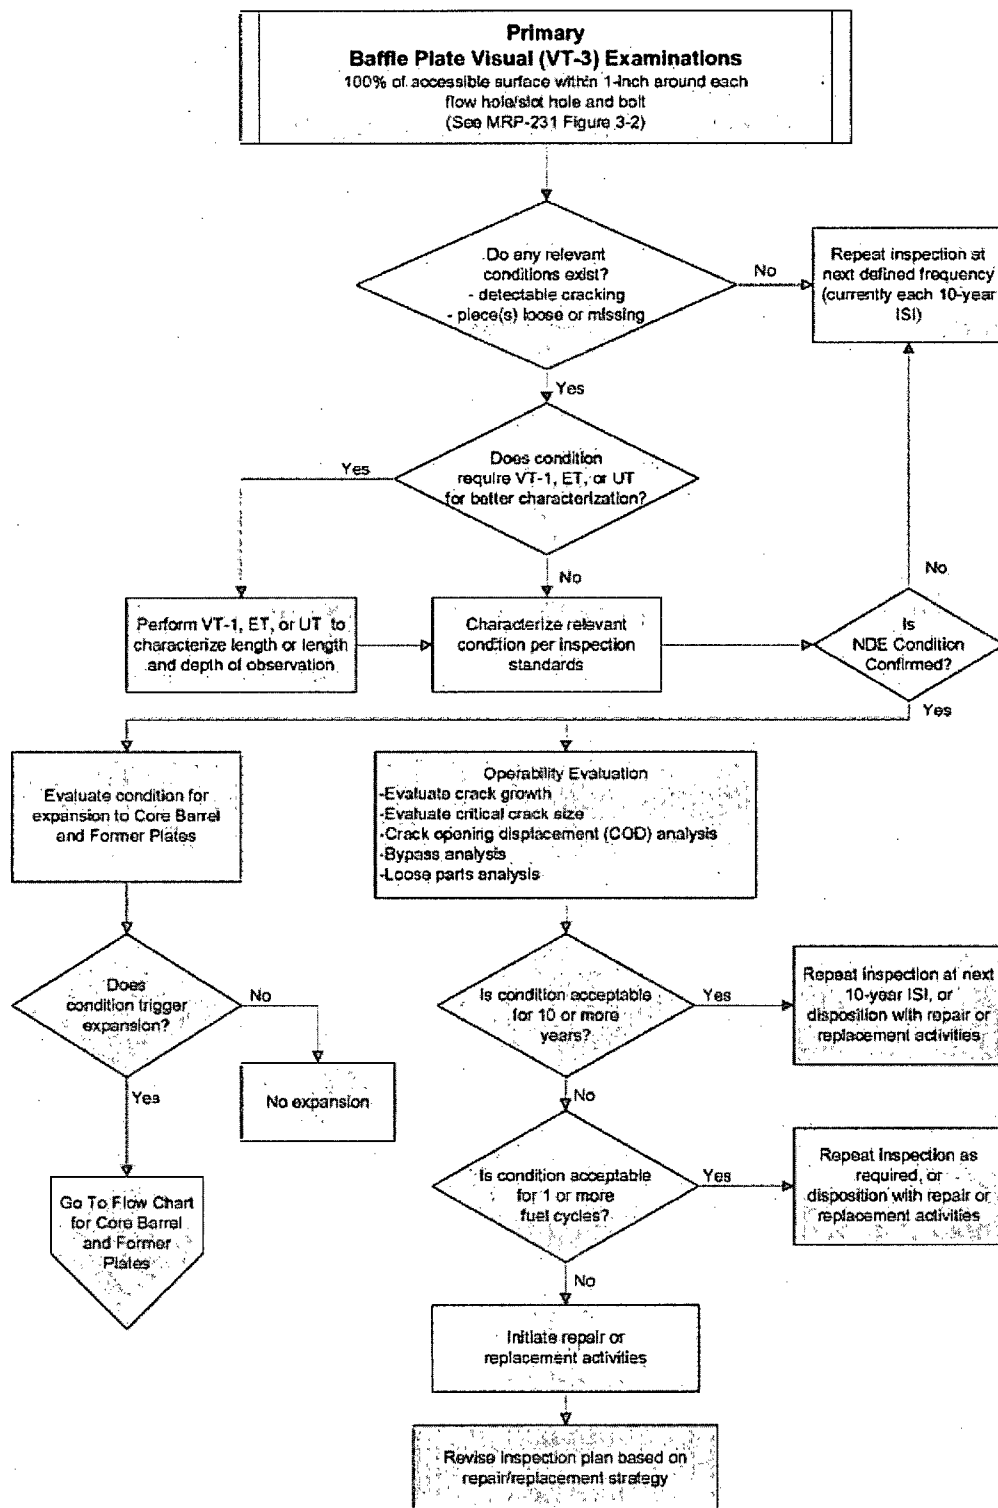 Primary
Baffle Plate Visual (VT-3) Examinations
100% of accessible surface within 1-inch around each
flow hole/slot hole and bolt
(See MRP-231 Figure 3-2)
Do any relevant
conditions exist?
- detectable cracking
- piece(s) loose or missing
No
Repeat inspection at
next defined frequency
(currently each 10-year
ISI)
Yes
Does condition
require VT-1, ET, or UT
for better characterization?
Yes
No
Perform VT-1, ET, or UT to
characterize length or length
and depth of observation
Characterize relevant
condition per inspection
standards
Is
NDE Condition
Confirmed?
No
Yes
Evaluate condition for
expansion to Core Barrel
and Former Plates
Operability Evaluation
-Evaluate crack growth
-Evaluate critical crack size
-Crack opening displacement (COD) analysis
-Bypass analysis
-Loose parts analysis
Does
condition trigger
expansion?
No
No expansion
Yes
Go To Flow Chart
for Core Barrel
and Former
Plates
Is condition acceptable
for 10 or more
years?
Yes
Repeat inspection at next
10-year ISI, or
disposition with repair or
replacement activities
No
Is condition acceptable
for 1 or more
fuel cycles?
Yes
Repeat inspection as
required, or
disposition with repair or
replacement activities
No
Initiate repair or
replacement activities
Revise inspection plan based on
repair/replacement strategy